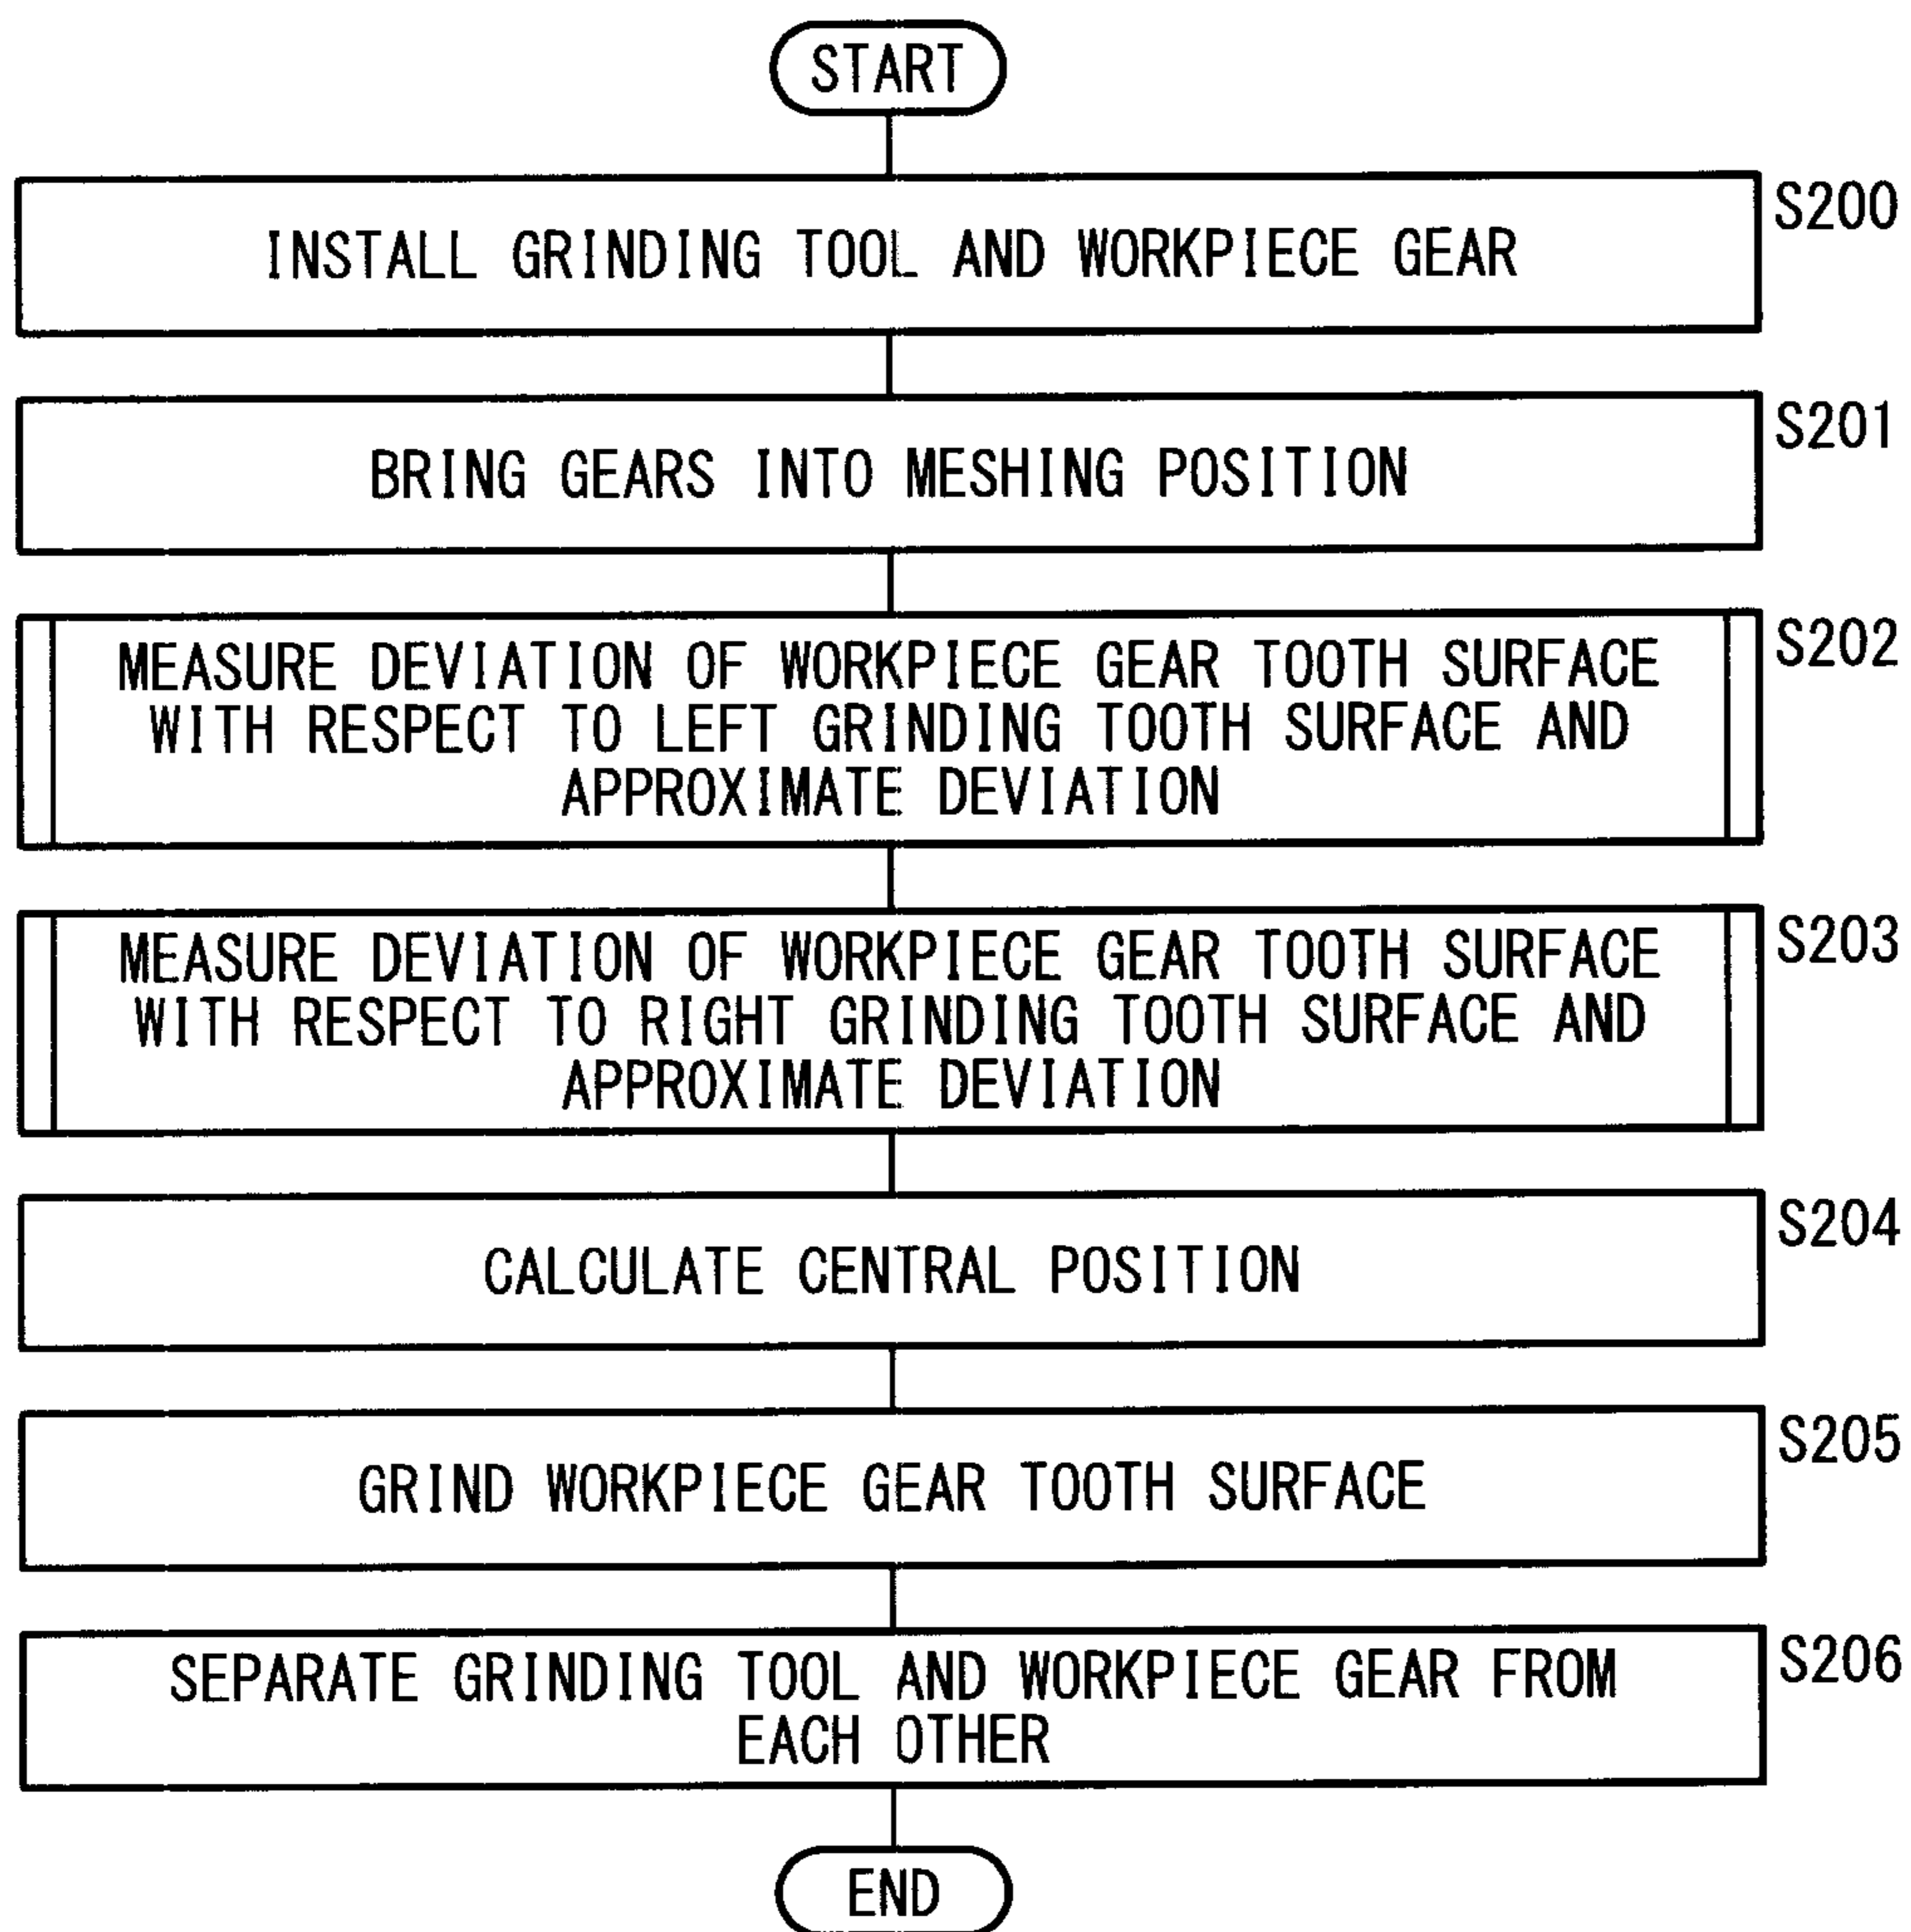 START
S200
INSTALL GRINDING TOOL AND WORKPIECE GEAR
S201
BRING GEARS INTO MESHING POSITION
S202
MEASURE DEVIATION OF WORKPIECE GEAR TOOTH SURFACE
WITH RESPECT TO LEFT GRINDING TOOTH SURFACE AND
APPROXIMATE DEVIATION
S203
MEASURE DEVIATION OF WORKPIECE GEAR TOOTH SURFACE
WITH RESPECT TO RIGHT GRINDING TOOTH SURFACE AND
APPROXIMATE DEVIATION
S204
CALCULATE CENTRAL POSITION
S205
GRIND WORKPIECE GEAR TOOTH SURFACE
S206
SEPARATE GRINDING TOOL AND WORKPIECE GEAR FROM
EACH OTHER
END